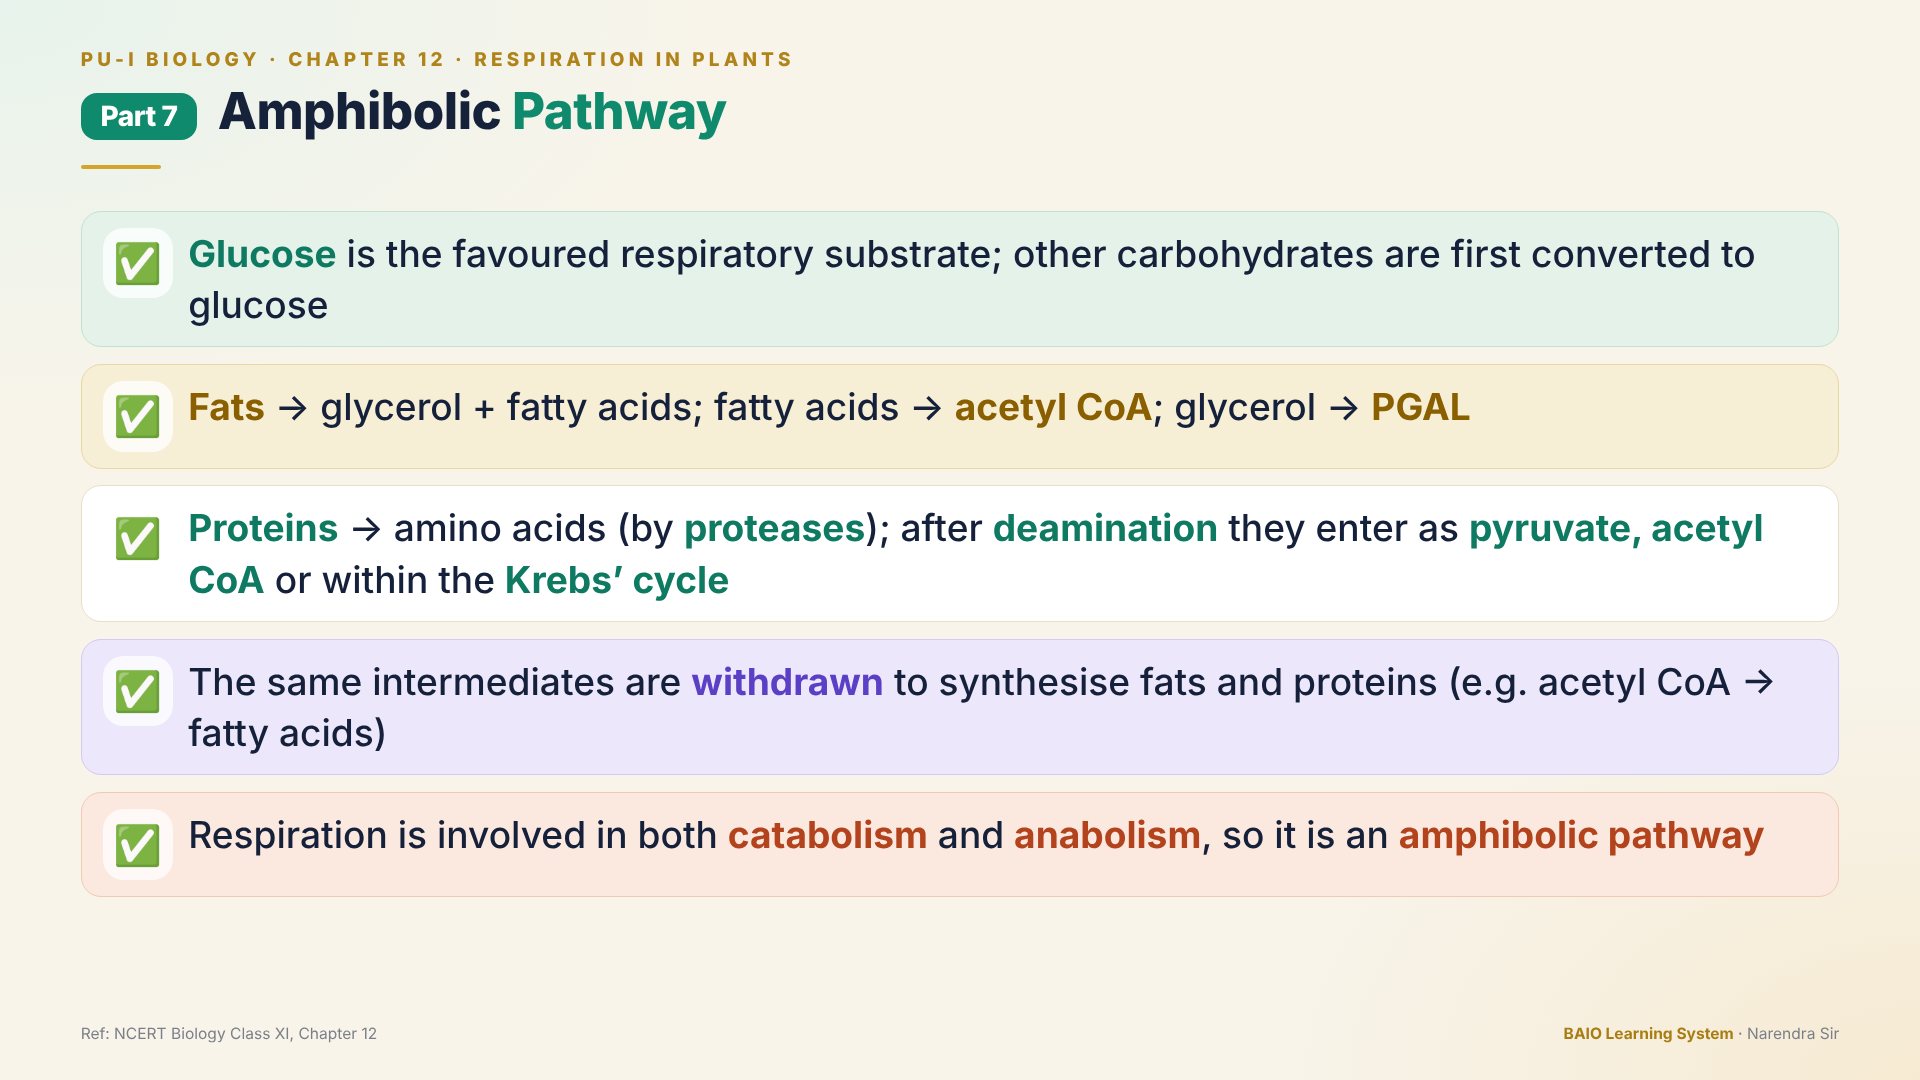 PU-I BIOLOGY · CHAPTER 12 · RESPIRATION IN PLANTS
Part 7 Amphibolic Pathway
Glucose is the favoured respiratory substrate; other carbohydrates are first converted to
glucose
Fats → glycerol + fatty acids; fatty acids → acetyl CoA; glycerol → PGAL
Proteins → amino acids (by proteases); after deamination they enter as pyruvate, acetyl
CoA or within the Krebs’ cycle
The same intermediates are withdrawn to synthesise fats and proteins (e.g. acetyl CoA →
fatty acids)
Respiration is involved in both catabolism and anabolism, so it is an amphibolic pathway
Ref: NCERT Biology Class XI, Chapter 12
BAIO Learning System · Narendra Sir